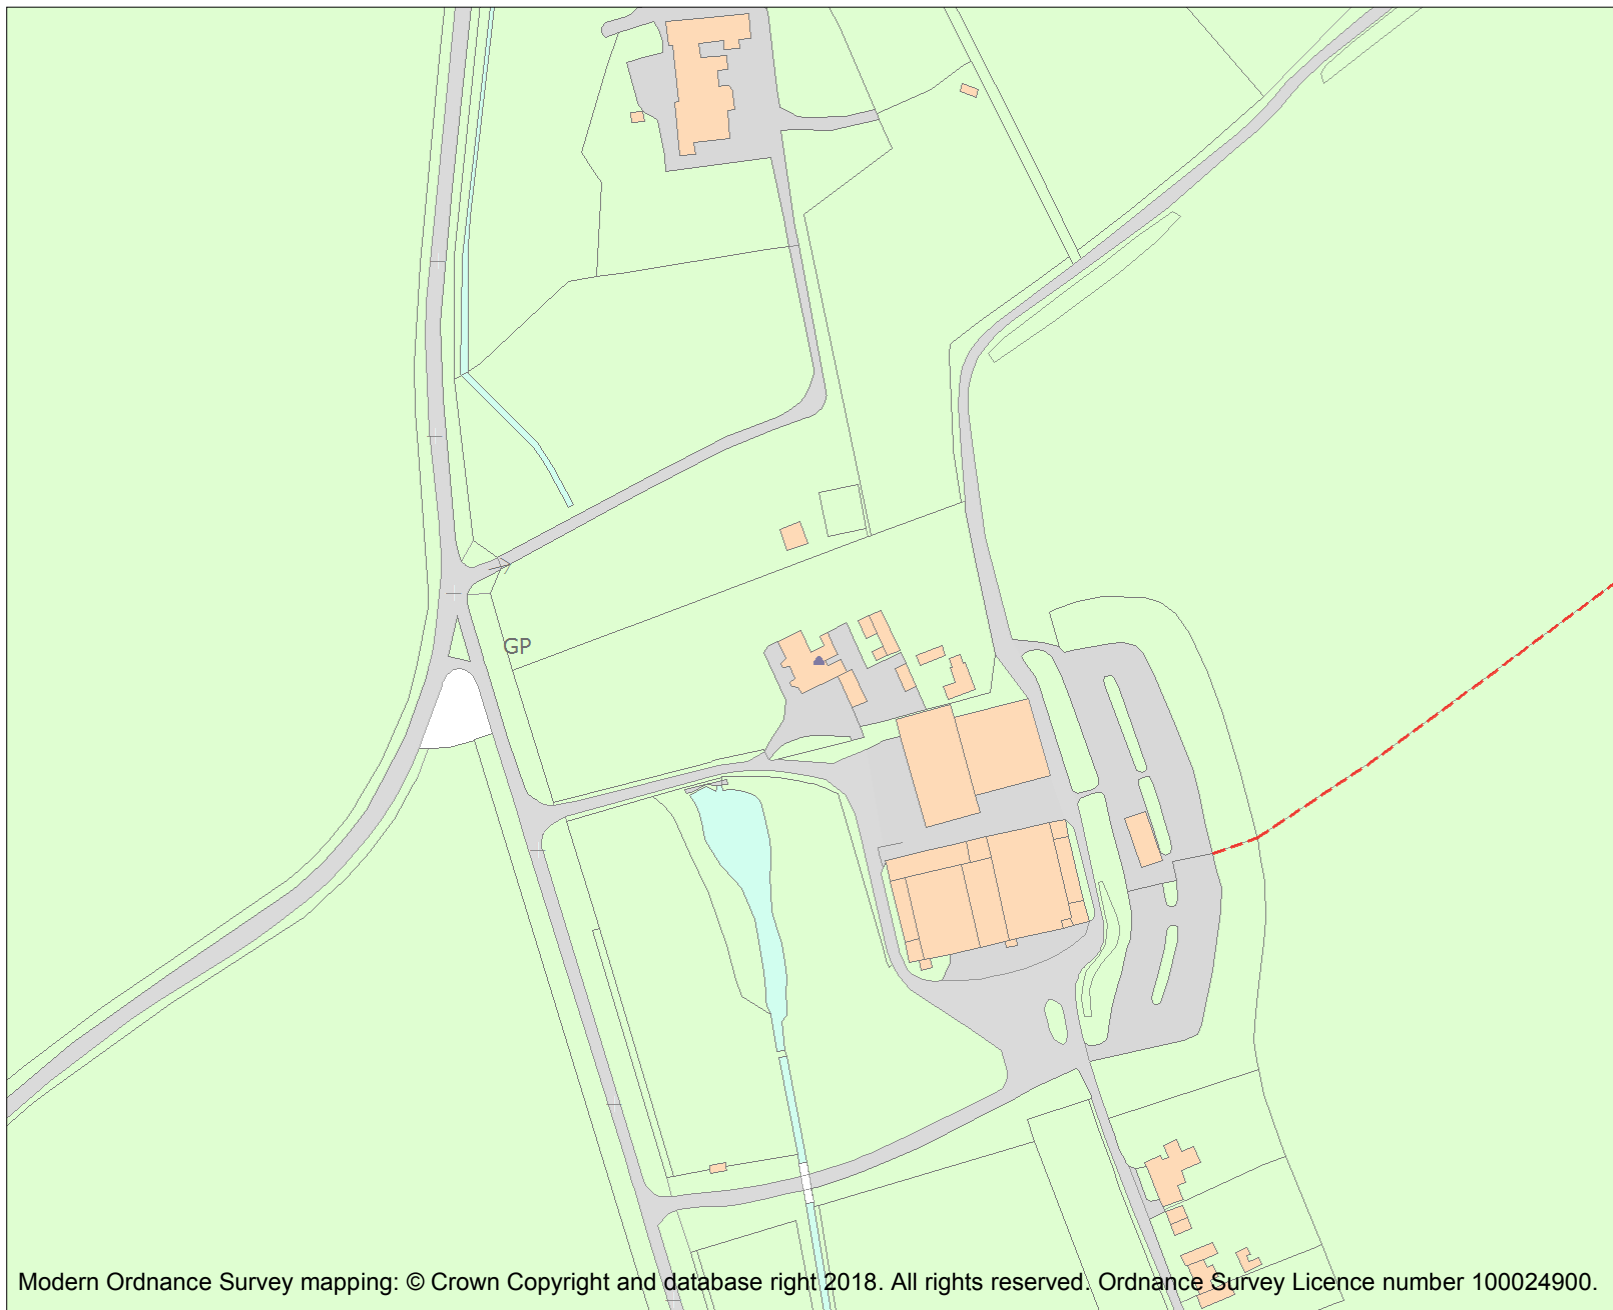 GP
Modern Ordnance Survey mapping: © Crown Copyright and database right 2018. All rights reserved. Ordnance Survey Licence number 100024900.